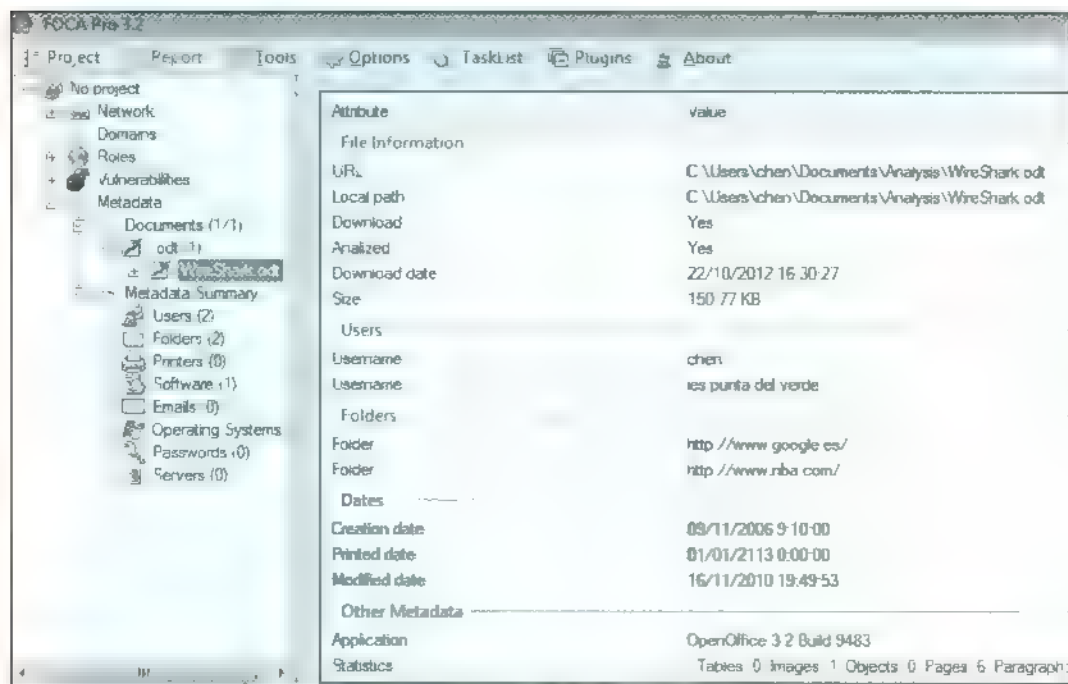 FOCA Pro 3.2
Project Report Tools Options TaskList Plugins About
No project
Network
Domains
Roles
Vulnerabilities
Metadata
Documents (1/1)
odt (1)
WireShark.odt
Metadata Summary
Users (2)
Folders (2)
Printers (0)
Software (1)
Emails (0)
Operating Systems
Passwords (0)
Servers (0)
Attribute Value
File Information
URL C:\Users\chen\Documents\Analysis\WireShark.odt
Local path C:\Users\chen\Documents\Analysis\WireShark.odt
Download Yes
Analized Yes
Download date 22/10/2012 16:30:27
Size 150.77 KB
Users
Username chen
Username ies punta del verde
Folders
Folder http://www.google.es/
Folder http://www.nba.com/
Dates
Creation date 09/11/2006 9:10:00
Printed date 01/01/2113 0:00:00
Modified date 16/11/2010 19:49:53
Other Metadata
Application OpenOffice 3.2 Build 9483
Statistics Tables 0 Images 1 Objects 0 Pages 6 Paragraph